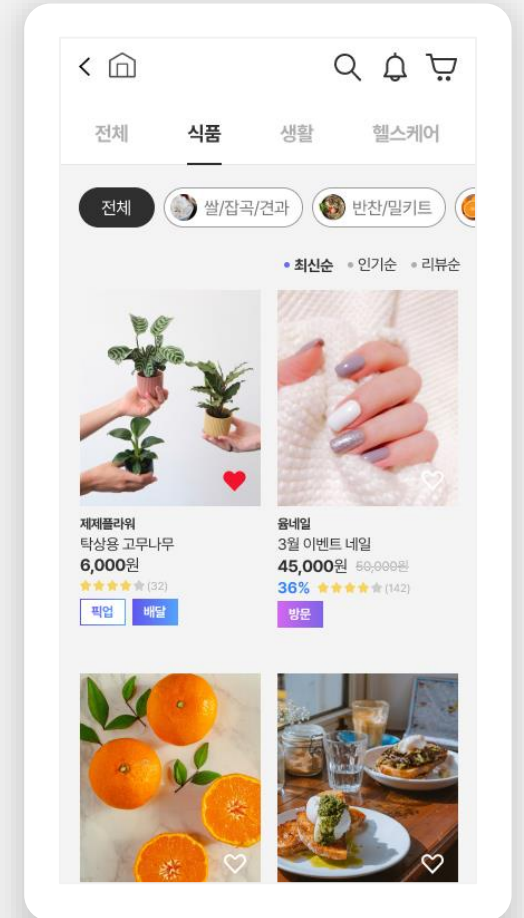 전체 식품 생활 헬스케어
전체 쌀/잡곡/견과 반찬/밀키트
• 최신순 • 인기순 • 리뷰순
제제플라워
탁상용 고무나무
6,000원
★★★★★(32)
픽업 배달
윰네일
3월 이벤트 네일
45,000원 50,000원
36% ★★★★★(142)
방문